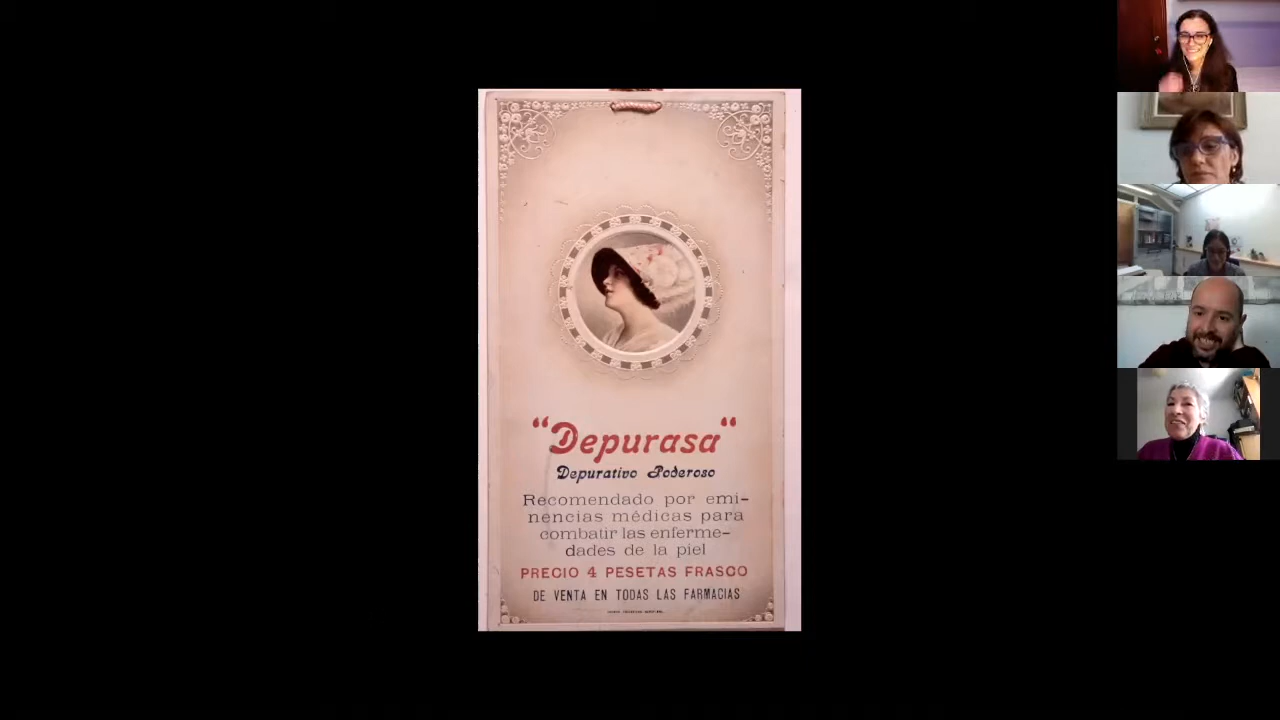 “Depurasa“
Depurativo Poderoso
Recomendado por emi-
nencias médicas para
combatir las enferme-
dades de la piel
PRECIO 4 PESETAS FRASCO
DE VENTA EN TODAS LAS FARMACIAS